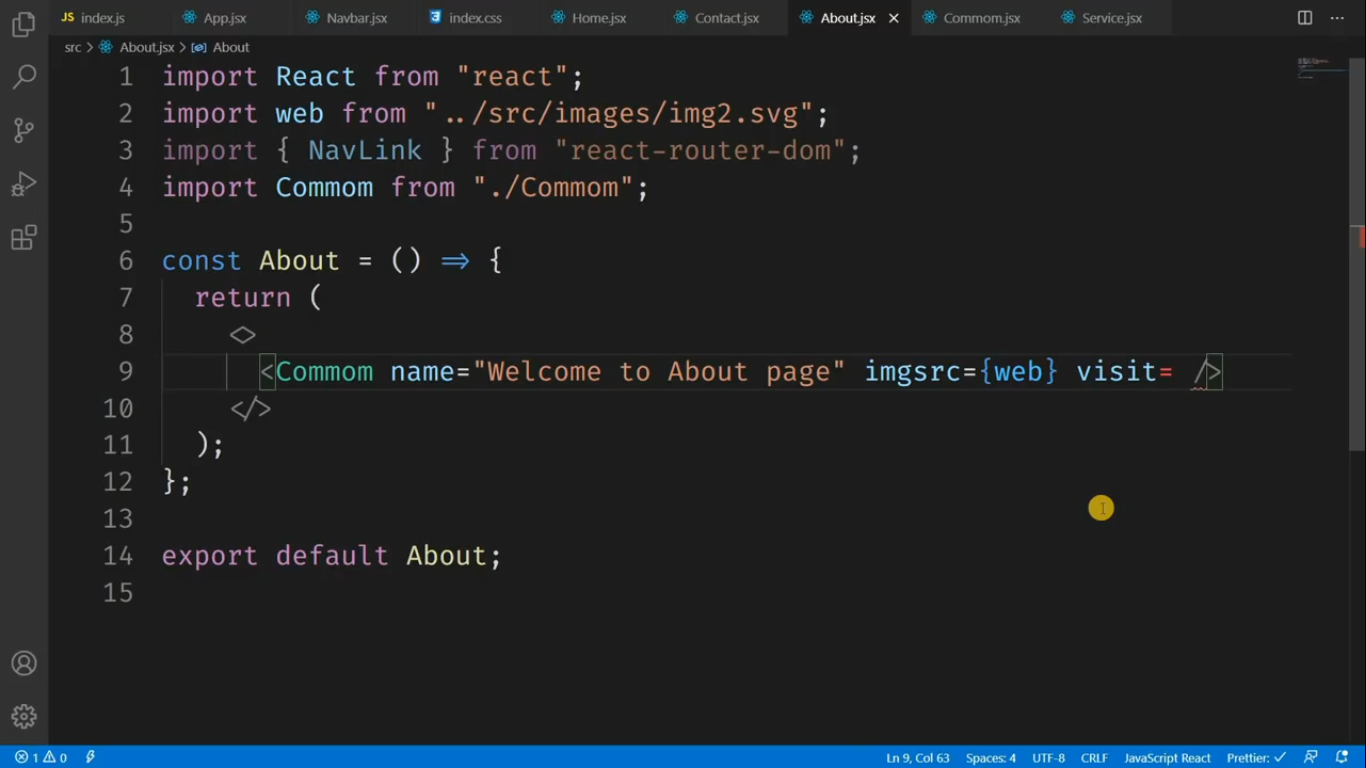 JS index.js App.jsx Navbar.jsx index.css Home.jsx Contact.jsx About.jsx Commom.jsx Service.jsx
src > About.jsx > About
1 import React from "react";
2 import web from "../src/images/img2.svg";
3 import { NavLink } from "react-router-dom";
4 import Commom from "./Commom";
5
6 const About = () => {
7 return (
8 <>
9 <Commom name="Welcome to About page" imgsrc={web} visit= />
10 </>
11 );
12 };
13
14 export default About;
15
1 0 Ln 9, Col 63 Spaces: 4 UTF-8 CRLF JavaScript React Prettier: ✓